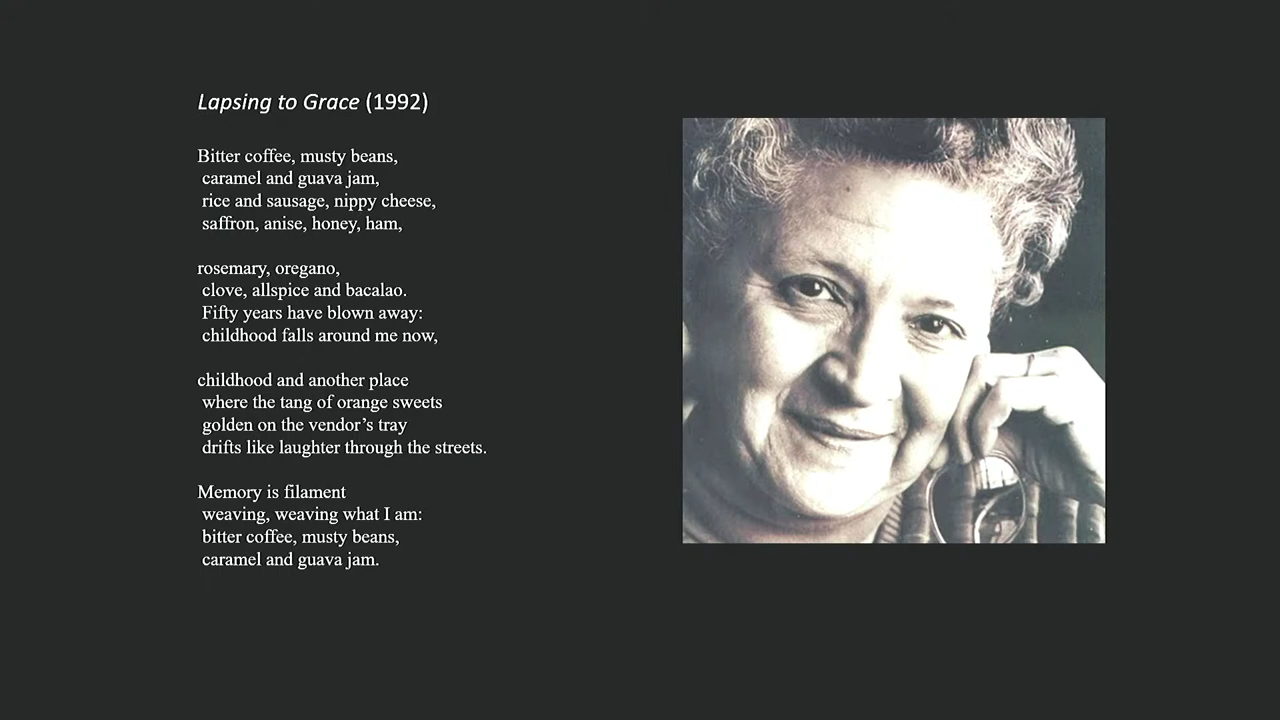 Lapsing to Grace (1992)
Bitter coffee, musty beans,
caramel and guava jam,
rice and sausage, nippy cheese,
saffron, anise, honey, ham,
rosemary, oregano,
clove, allspice and bacalao.
Fifty years have blown away:
childhood falls around me now,
childhood and another place
where the tang of orange sweets
golden on the vendor’s tray
drifts like laughter through the streets.
Memory is filament
weaving, weaving what I am:
bitter coffee, musty beans,
caramel and guava jam.